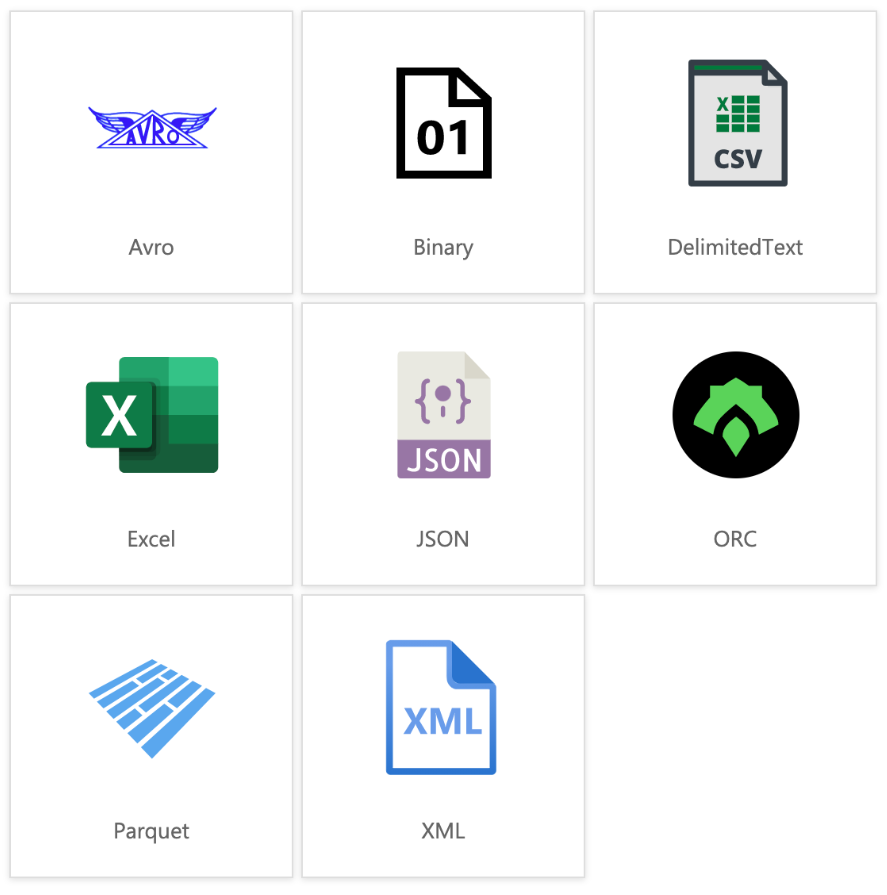 AVRO
Avro
01
Binary
X
CSV
DelimitedText
X
Excel
{ }
JSON
JSON
ORC
Parquet
XML
XML